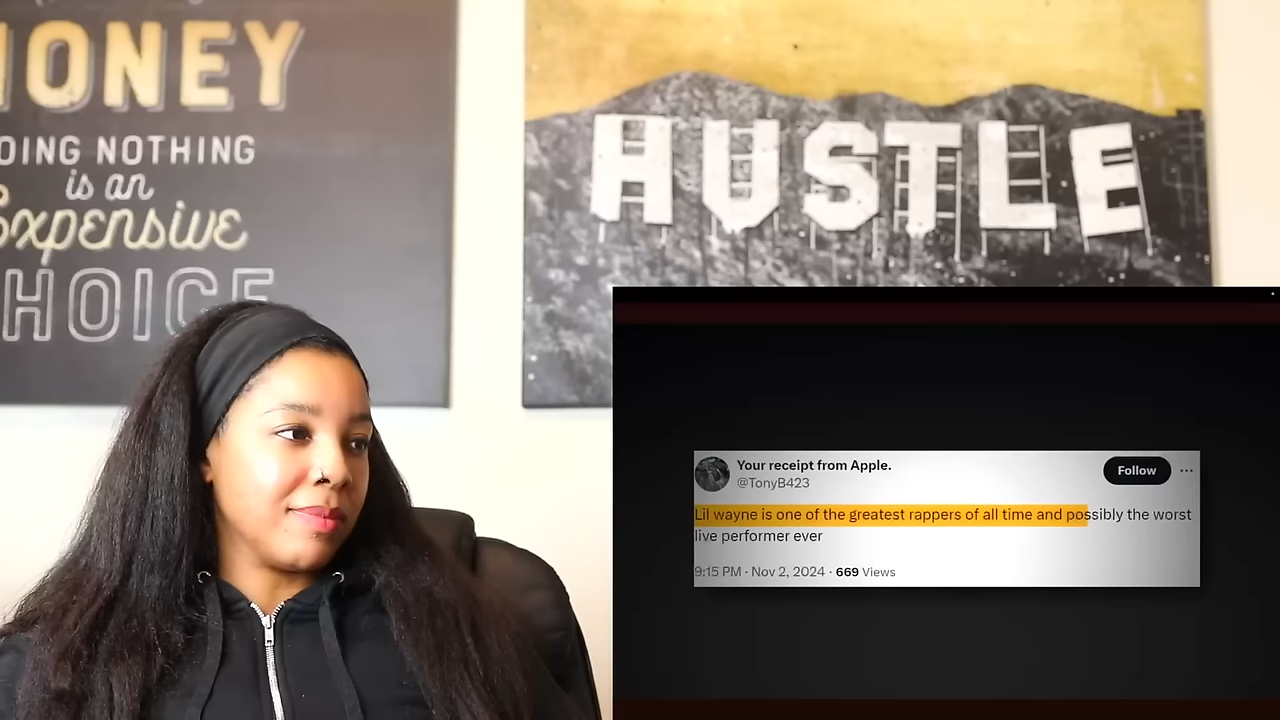 ONEY
OING NOTHING
is an
Expensive
HOICE
HUSTLE
Your receipt from Apple.
@TonyB423
Follow
Lil wayne is one of the greatest rappers of all time and possibly the worst
live performer ever
9:15 PM · Nov 2, 2024 · 669 Views